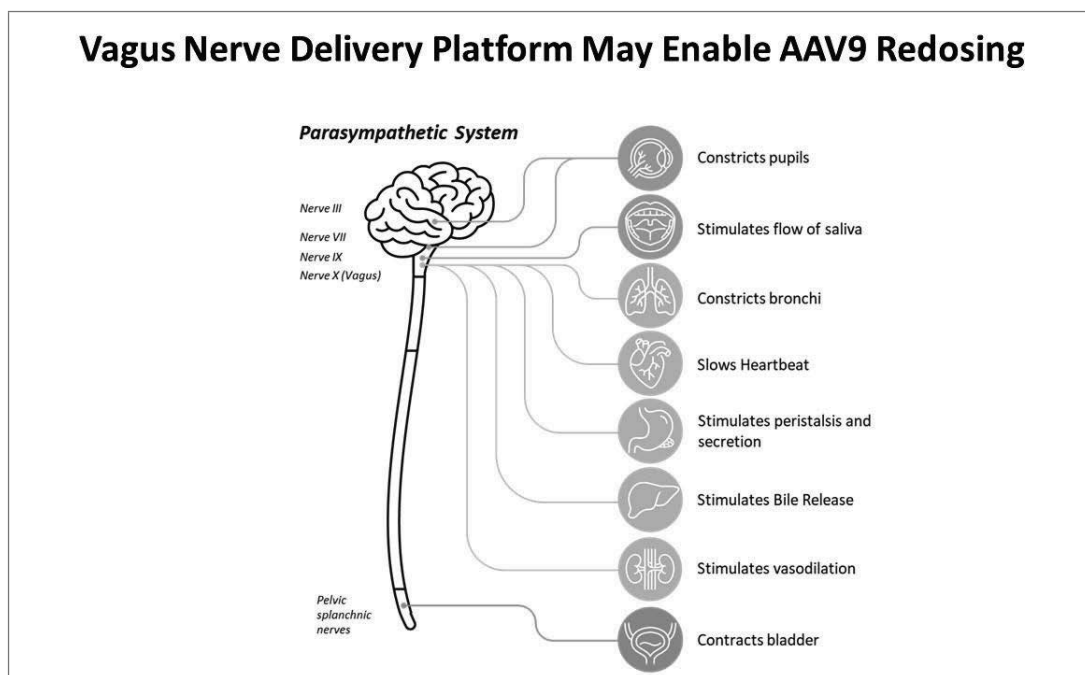 Vagus Nerve Delivery Platform May Enable AAV9 Redosing
Parasympathetic System
Nerve III
Nerve VII
Nerve IX
Nerve X (Vagus)
Pelvic
splanchnic
nerves
Constricts pupils
Stimulates flow of saliva
Constricts bronchi
Slows Heartbeat
Stimulates peristalsis and
secretion
Stimulates Bile Release
Stimulates vasodilation
Contracts bladder